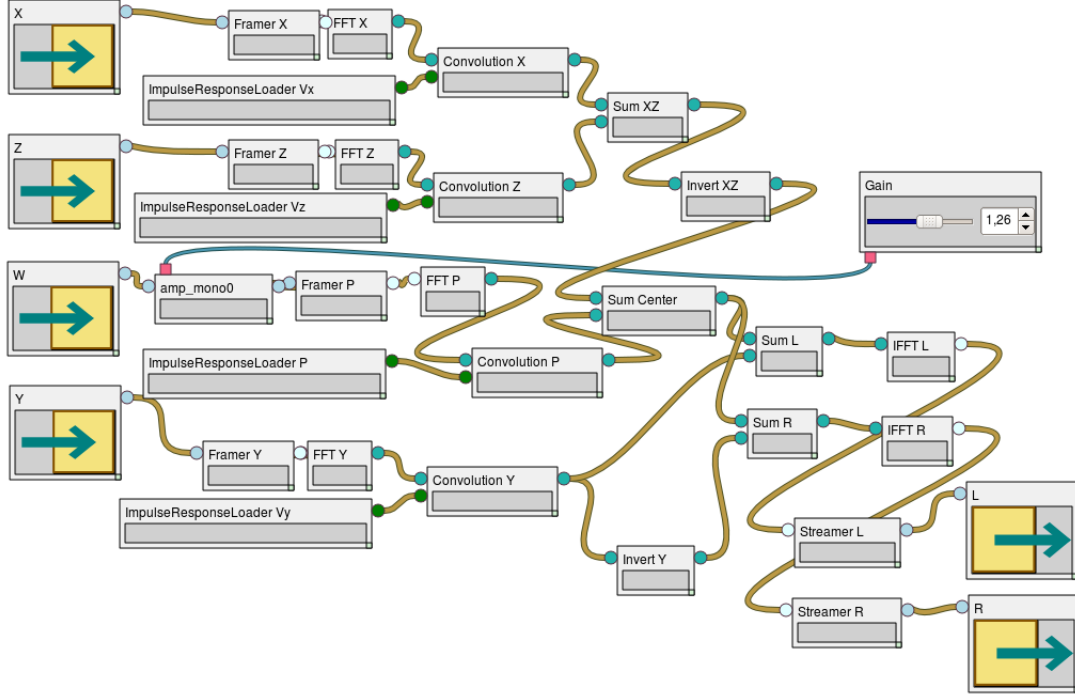 X
Framer X
FFT X
Convolution X
ImpulseResponseLoader Vx
Sum XZ
Z
Framer Z
FFT Z
Convolution Z
ImpulseResponseLoader Vz
Invert XZ
Gain
1,26
W
amp_mono0
Framer P
FFT P
Sum Center
ImpulseResponseLoader P
Convolution P
Sum L
IFFT L
Y
Framer Y
FFT Y
Convolution Y
Sum R
IFFT R
ImpulseResponseLoader Vy
Invert Y
Streamer L
L
Streamer R
R